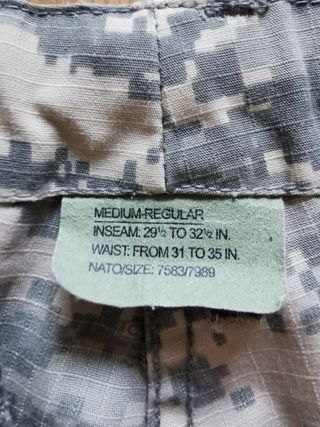 MEDIUM-REGULAR
INSEAM: 29½ TO 32½ IN.
WAIST: FROM 31 TO 35 IN.
NATO/SIZE: 7583/7989